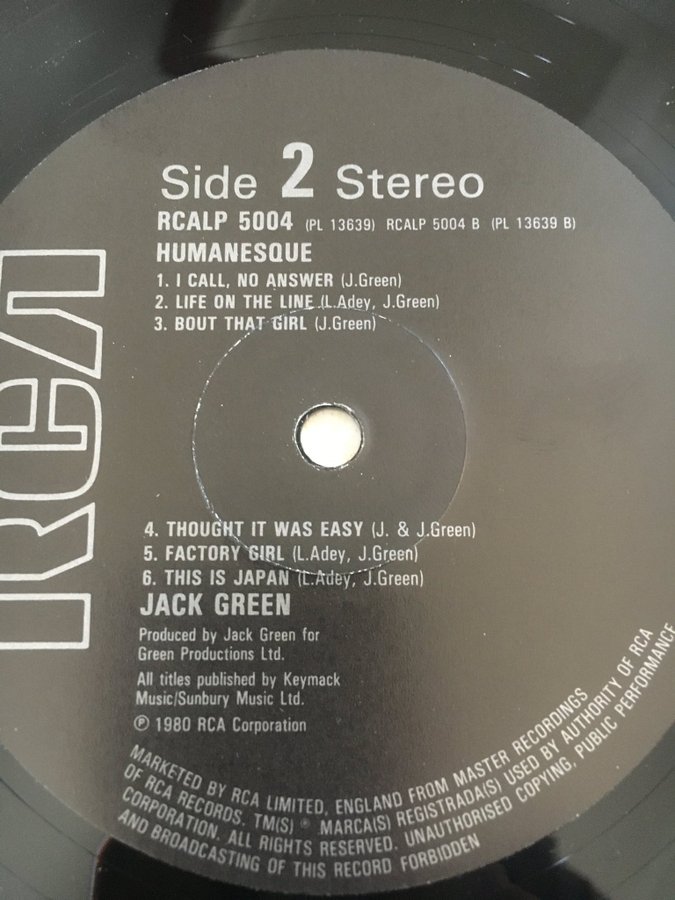 Side 2 Stereo
RCALP 5004 (PL 13639) RCALP 5004 B (PL 13639 B)
HUMANESQUE
1. I CALL, NO ANSWER (J.Green)
2. LIFE ON THE LINE (L.Adey, J.Green)
3. BOUT THAT GIRL (J.Green)
RCA
4. THOUGHT IT WAS EASY (J. & J.Green)
5. FACTORY GIRL (L.Adey, J.Green)
6. THIS IS JAPAN (L.Adey, J.Green)
JACK GREEN
Produced by Jack Green for
Green Productions Ltd.
All titles published by Keymack
Music/Sunbury Music Ltd.
℗ 1980 RCA Corporation
MARKETED BY RCA LIMITED, ENGLAND FROM MASTER RECORDINGS
OF RCA RECORDS. TM(S) ® MARCA(S) REGISTRADA(S) USED BY AUTHORITY OF RCA
CORPORATION. ALL RIGHTS RESERVED. UNAUTHORISED COPYING, PUBLIC PERFORMANCE
AND BROADCASTING OF THIS RECORD FORBIDDEN